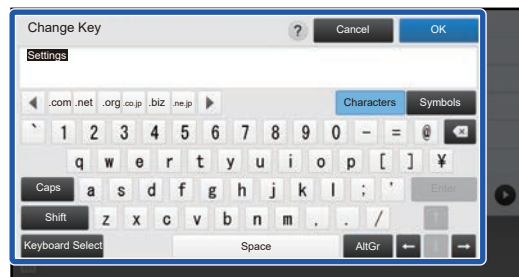 Change Key ? Cancel OK
Settings
.com .net .org .co.jp .biz .ne.jp Characters Symbols
` 1 2 3 4 5 6 7 8 9 0 - = @
q w e r t y u i o p [ ] ¥
Caps a s d f g h j k l ; ' Enter
Shift z x c v b n m , . / ↑
Keyboard Select Space AltGr ← ↓ →